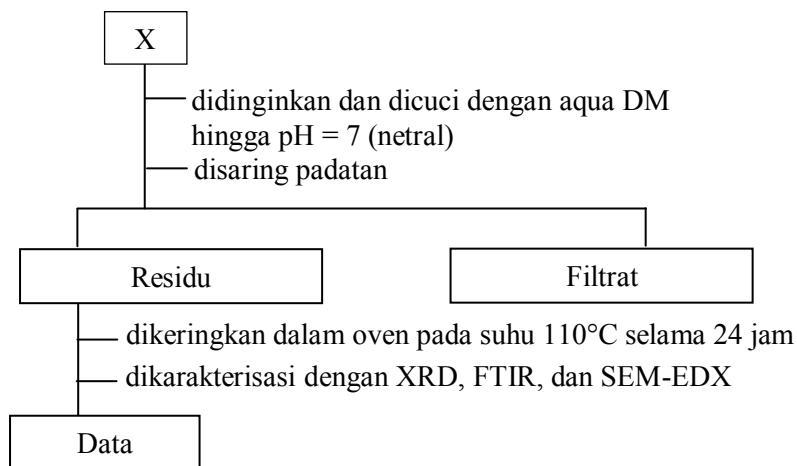 X
didinginkan dan dicuci dengan aqua DM
hingga pH = 7 (netral)
disaring padatan
Residu
Filtrat
dikeringkan dalam oven pada suhu 110°C selama 24 jam
dikarakterisasi dengan XRD, FTIR, dan SEM-EDX
Data